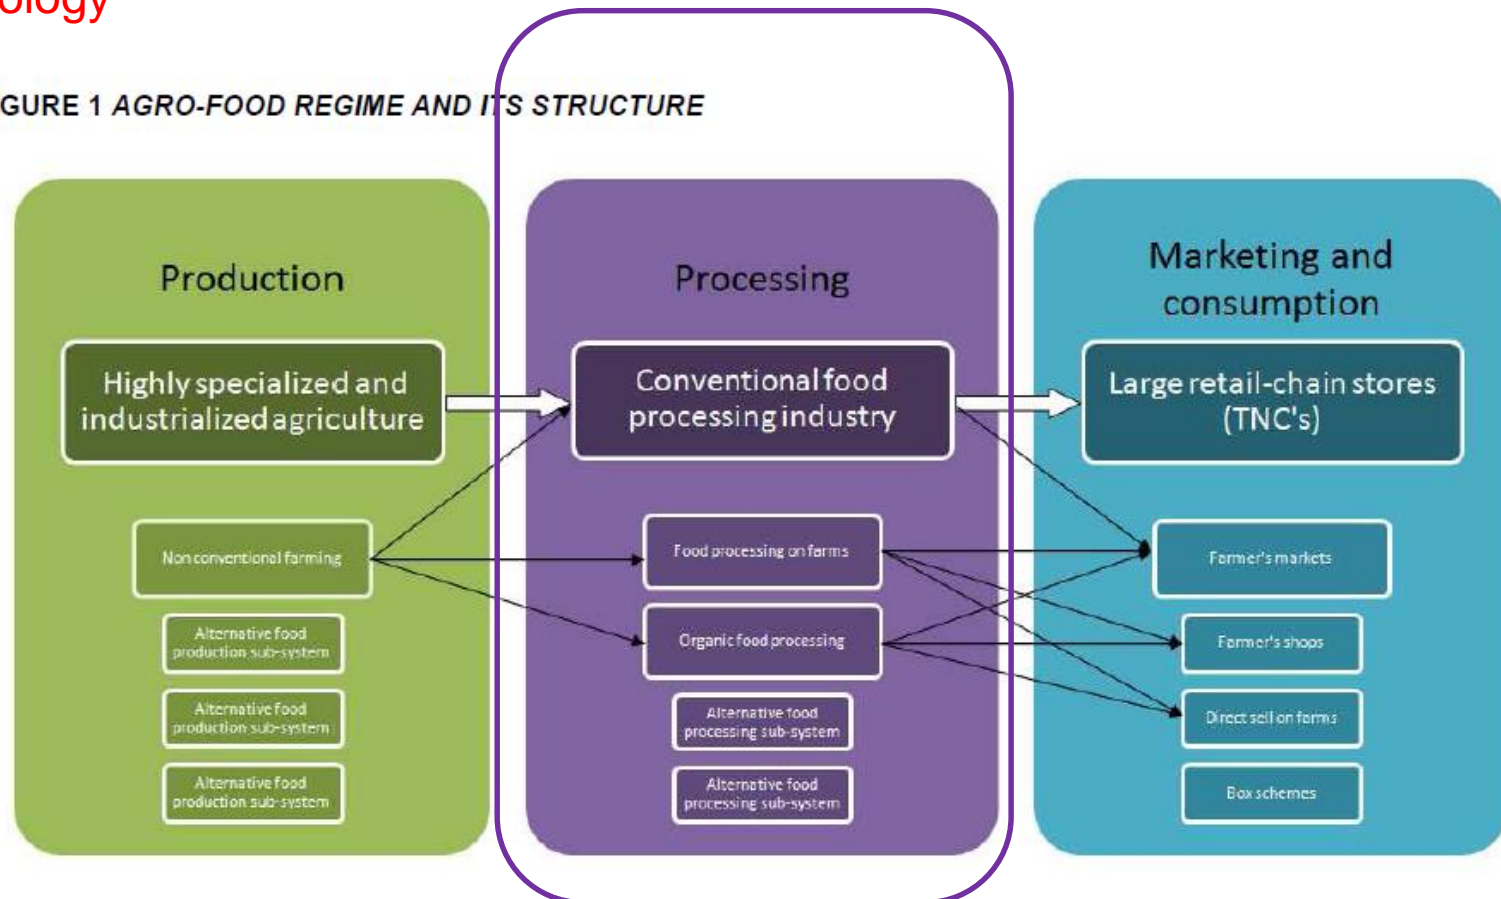 ology
GURE 1 AGRO-FOOD REGIME AND ITS STRUCTURE
Production
Highly specialized and
industrialized agriculture
Non conventional farming
Alternative food
production sub-system
Alternative food
production sub-system
Alternative food
production sub-system
Processing
Conventional food
processing industry
Food processing on farms
Organic food processing
Alternative food
processing sub-system
Alternative food
processing sub-system
Marketing and
consumption
Large retail-chain stores
(TNC's)
Farmer's markets
Farmer's shops
Direct sell on farms
Box schemes